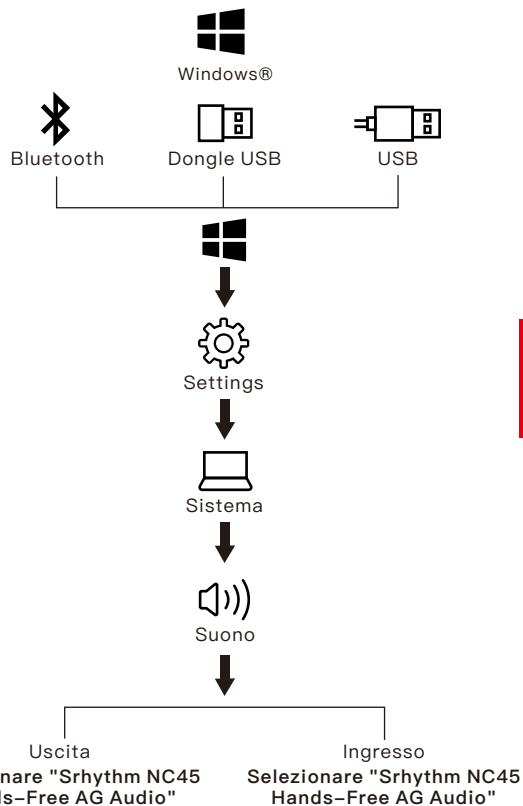 Windows®
Bluetooth
Dongle USB
USB
Settings
Sistema
Suono
Uscita
nare "Srhythm NC45
s–Free AG Audio"
Ingresso
Selezionare "Srhythm NC45
Hands–Free AG Audio"